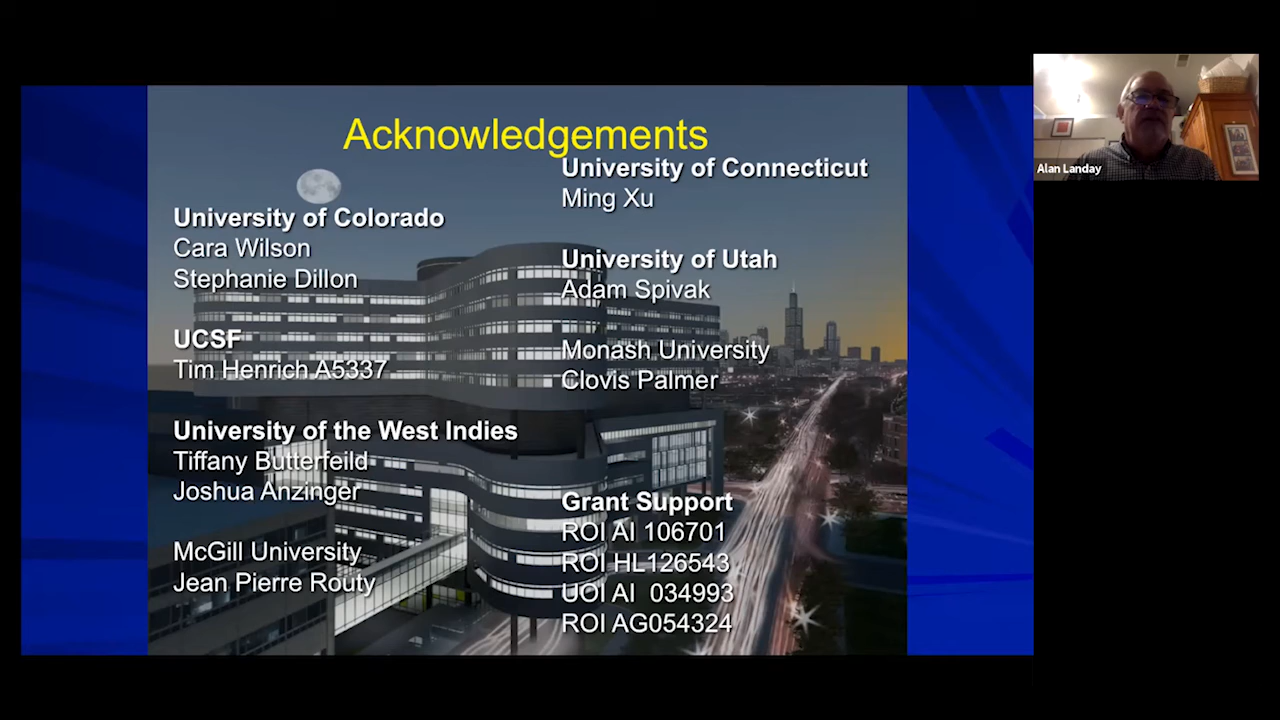 Acknowledgements
University of Colorado
Cara Wilson
Stephanie Dillon
UCSF
Tim Henrich A5337
University of the West Indies
Tiffany Butterfeild
Joshua Anzinger
McGill University
Jean Pierre Routy
University of Connecticut
Ming Xu
University of Utah
Adam Spivak
Monash University
Clovis Palmer
Grant Support
ROI AI 106701
ROI HL126543
UOI AI  034993
ROI AG054324
Alan Landay